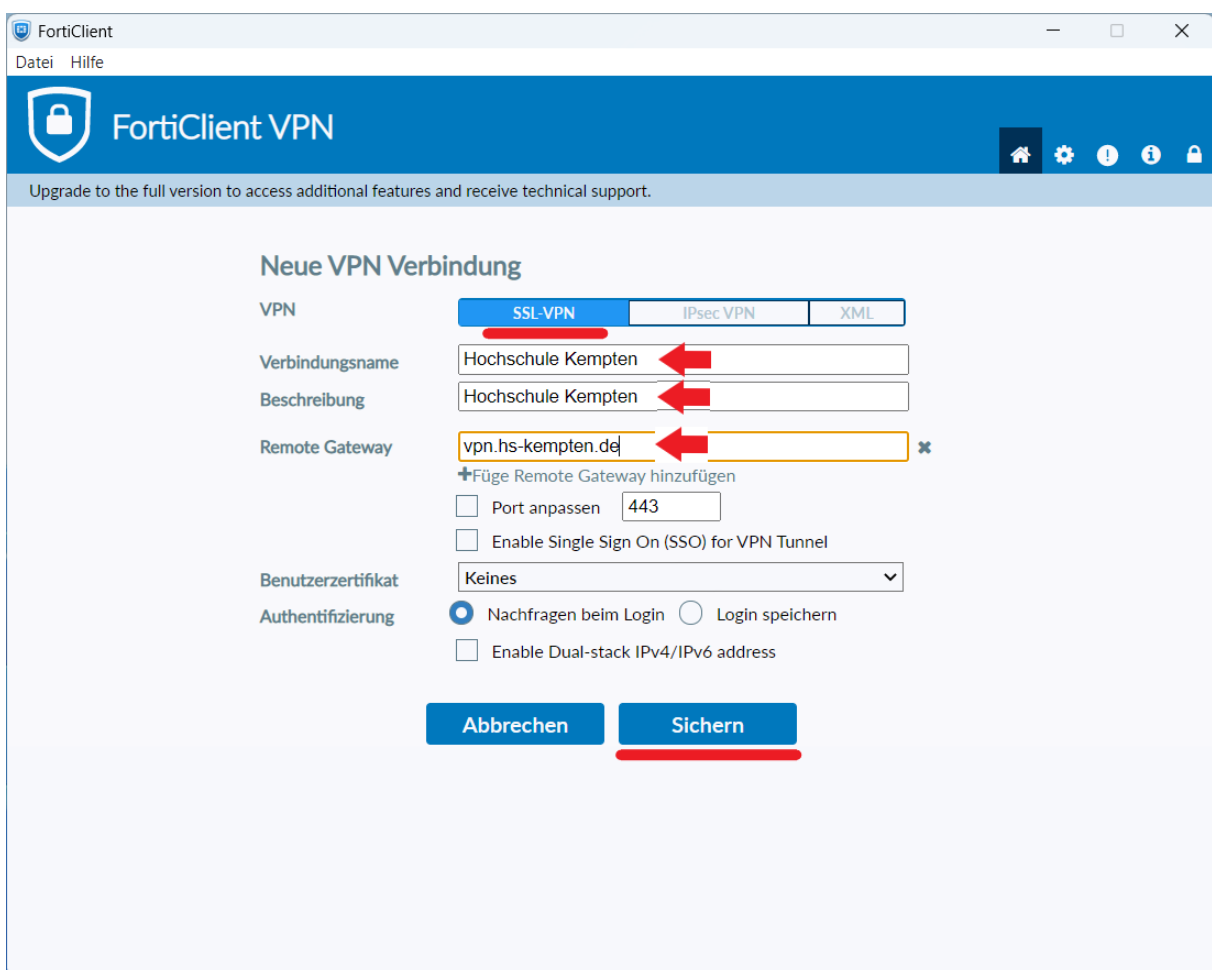 FortiClient
Datei Hilfe
FortiClient VPN
Upgrade to the full version to access additional features and receive technical support.
Neue VPN Verbindung
VPN SSL-VPN IPsec VPN XML
Verbindungsname Hochschule Kempten
Beschreibung Hochschule Kempten
Remote Gateway vpn.hs-kempten.de
+Füge Remote Gateway hinzufügen
Port anpassen 443
Enable Single Sign On (SSO) for VPN Tunnel
Benutzerzertifikat Keines
Authentifizierung Nachfragen beim Login Login speichern
Enable Dual-stack IPv4/IPv6 address
Abbrechen Sichern